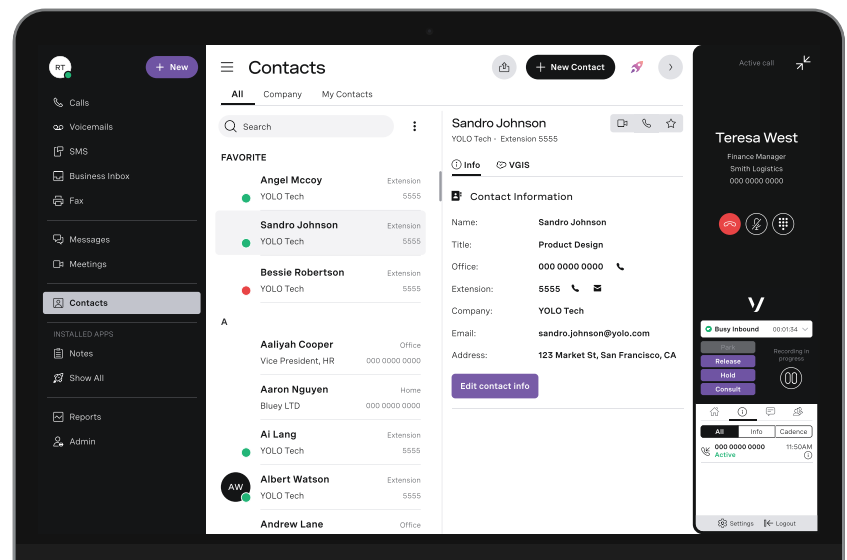 RT
+ New
Calls
Voicemails
SMS
Business Inbox
Fax
Messages
Meetings
Contacts
INSTALLED APPS
Notes
Show All
Reports
Admin
Contacts
+ New Contact
All Company My Contacts
Search
FAVORITE
Angel Mccoy Extension
YOLO Tech 5555
Sandro Johnson Extension
YOLO Tech 5555
Bessie Robertson Extension
YOLO Tech 5555
A
Aaliyah Cooper Office
Vice President, HR 000 0000 0000
Aaron Nguyen Home
Bluey LTD 000 0000 0000
Ai Lang Extension
YOLO Tech 5555
AW
Albert Watson Extension
YOLO Tech 5555
Andrew Lane Office
Sandro Johnson
YOLO Tech - Extension 5555
Info VGIS
Contact Information
Name: Sandro Johnson
Title: Product Design
Office: 000 0000 0000
Extension: 5555
Company: YOLO Tech
Email: sandro.johnson@yolo.com
Address: 123 Market St, San Francisco, CA
Edit contact info
Active call
Teresa West
Finance Manager
Smith Logistics
000 0000 0000
Busy Inbound 00:01:34
Park
Release
Hold
Consult
Recording in
progress
All Info Cadence
000 0000 0000 11:50AM
Active
Settings Logout